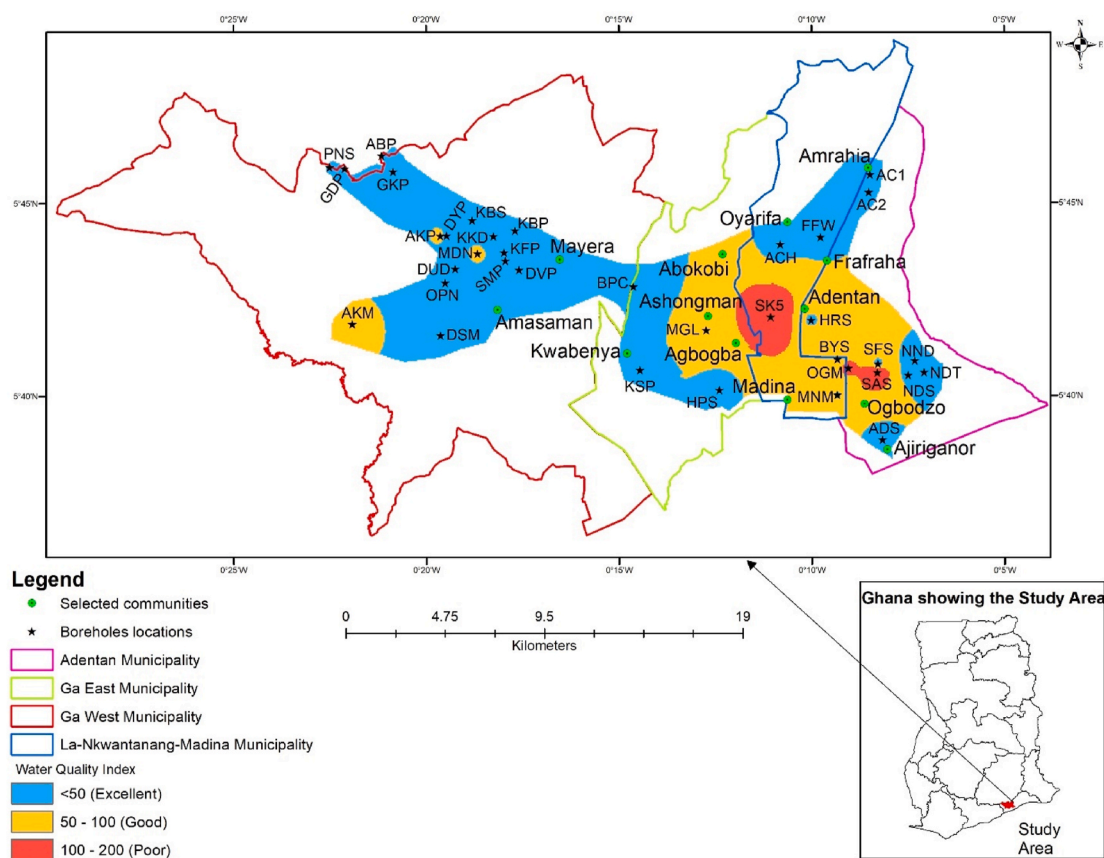 0°25'W
0°20'W
0°15'W
0°10'W
0°5'W
N
W
E
S
5°45'N
5°40'N
5°45'N
5°40'N
PNS
GDP
ABP
GKP
DYP
KBS
KBP
AKP
KKD
MDN
KFP
Mayera
DUD
SMP
DVP
OPN
AKM
DSM
Amasaman
BPC
Kwabenya
KSP
HPS
Amrahia
AC1
AC2
Oyarifa
FFW
ACH
Frafraha
Abokobi
Ashongman
MGL
Agbogba
SK5
Adentan
HRS
BYS
SFS
NND
OGM
SAS
NDT
NDS
Madina
MNM
Ogbodzo
ADS
Ajiriganor
0°25'W
0°20'W
0°15'W
0°10'W
0°5'W
Legend
Selected communities
Boreholes locations
Adentan Municipality
Ga East Municipality
Ga West Municipality
La-Nkwantanang-Madina Municipality
Water Quality Index
<50 (Excellent)
50 - 100 (Good)
100 - 200 (Poor)
0
4.75
9.5
19
Kilometers
Ghana showing the Study Area
Study
Area